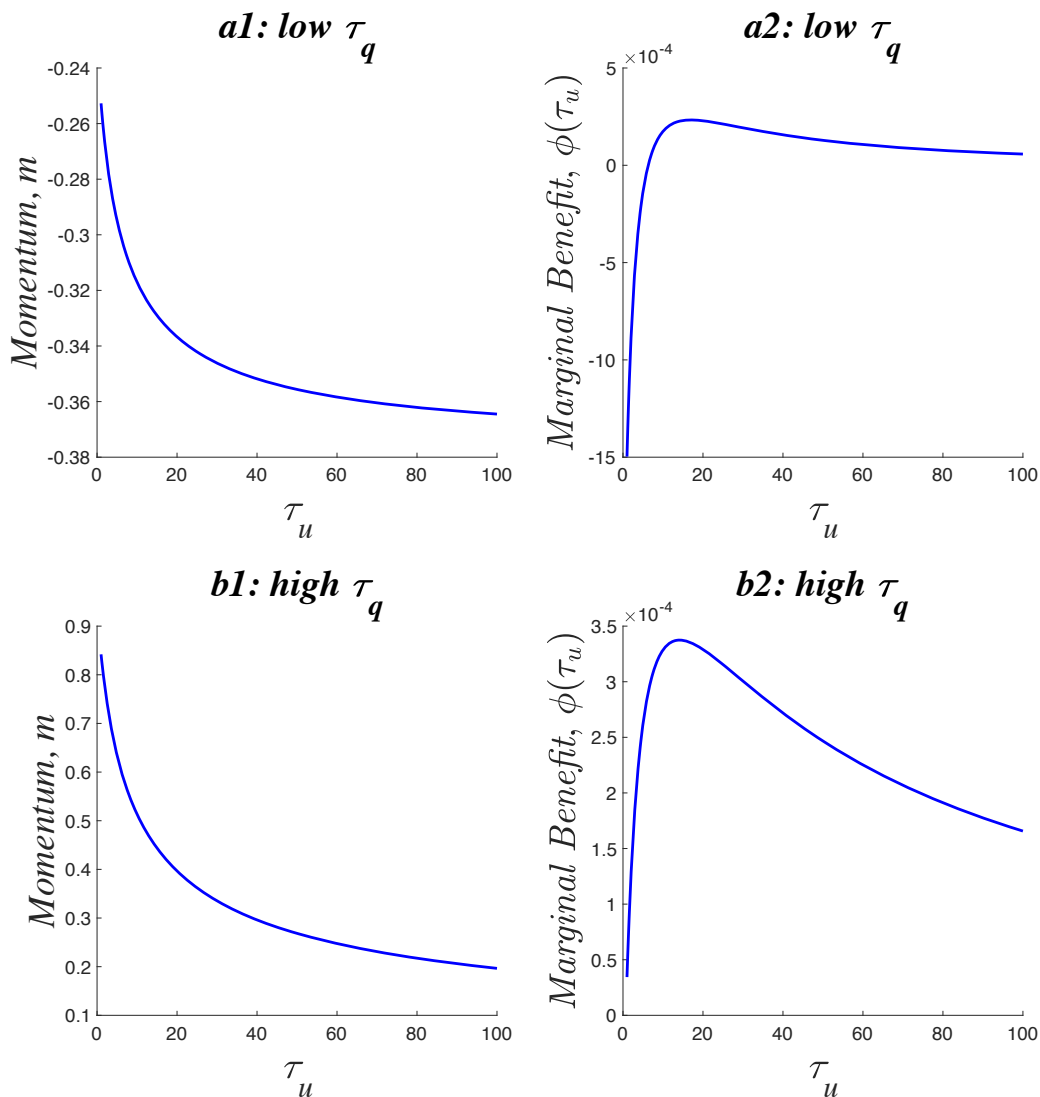 a1: low τ_q
-0.24
-0.26
-0.28
-0.3
-0.32
-0.34
-0.36
-0.38
Momentum, m
0 20 40 60 80 100
τ_u
a2: low τ_q
×10^-4
5
0
-5
-10
-15
Marginal Benefit, ϕ(τ_u)
0 20 40 60 80 100
τ_u
b1: high τ_q
0.9
0.8
0.7
0.6
0.5
0.4
0.3
0.2
0.1
Momentum, m
0 20 40 60 80 100
τ_u
b2: high τ_q
×10^-4
3.5
3
2.5
2
1.5
1
0.5
0
Marginal Benefit, ϕ(τ_u)
0 20 40 60 80 100
τ_u